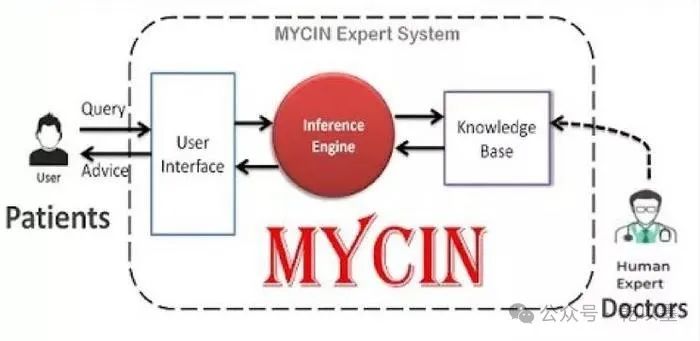 MYCIN Expert System
Query
User
Advice
Patients
User
Interface
Inference
Engine
Knowledge
Base
MYCIN
Human
Expert
Doctors
公众号